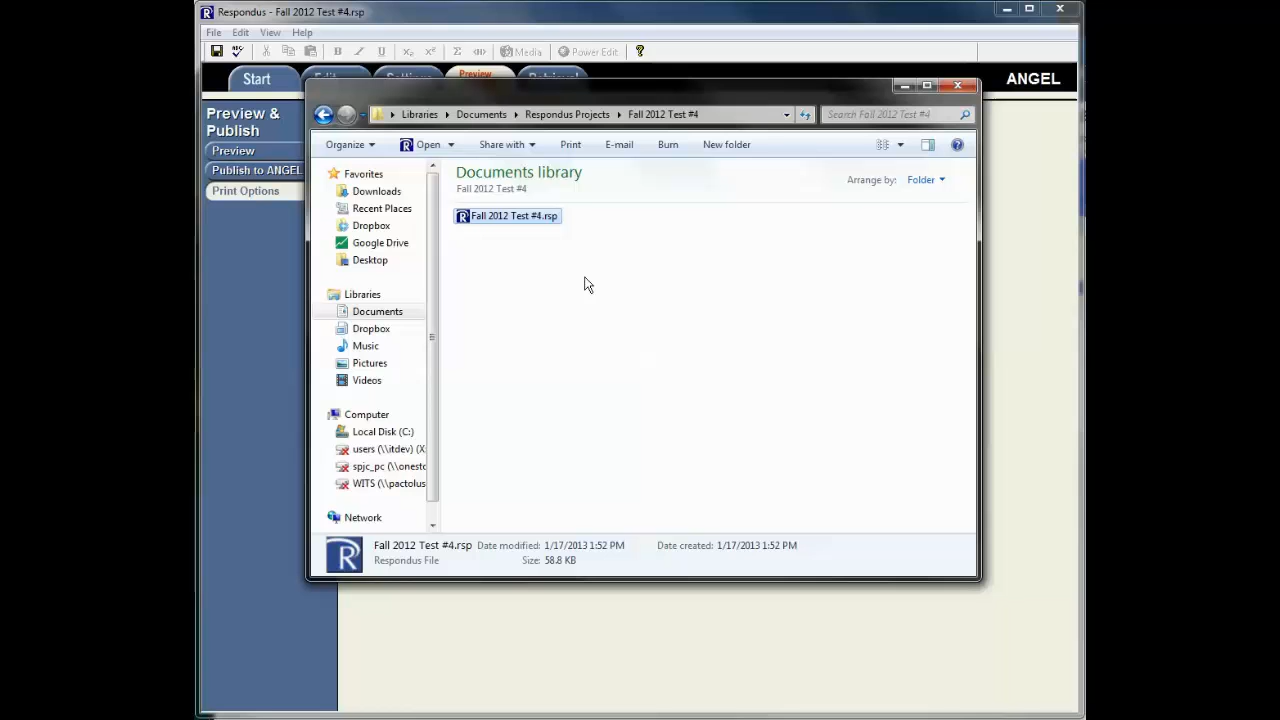 Respondus - Fall 2012 Test #4.rsp
File Edit View Help
B I U Media Power Edit
Start Edit Settings Preview Retrieval ANGEL
Preview &
Publish
Preview
Publish to ANGEL
Print Options
Libraries Documents Respondus Projects Fall 2012 Test #4 Search Fall 2012 Test #4
Organize Open Share with Print E-mail Burn New folder
Favorites
Downloads
Recent Places
Dropbox
Google Drive
Desktop
Libraries
Documents
Dropbox
Music
Pictures
Videos
Computer
Local Disk (C:)
users (\\itdev) (X
spjc_pc (\\onesto
WITS (\\pactolus
Network
Documents library
Fall 2012 Test #4
Arrange by: Folder
Fall 2012 Test #4.rsp
Fall 2012 Test #4.rsp Date modified: 1/17/2013 1:52 PM Date created: 1/17/2013 1:52 PM
Respondus File Size: 58.8 KB